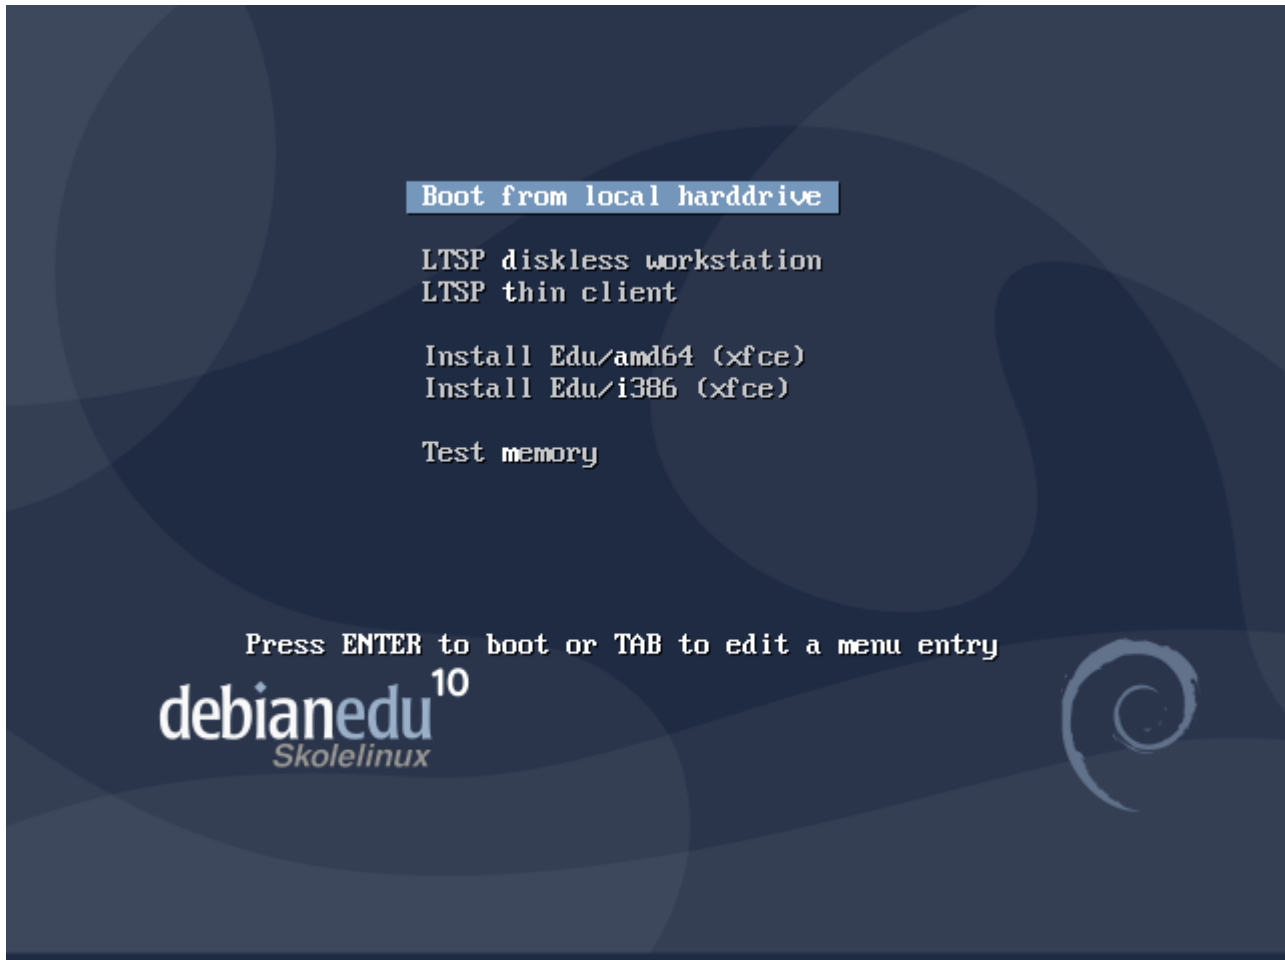 Boot from local harddrive
LTSP diskless workstation
LTSP thin client
Install Edu/amd64 (xfce)
Install Edu/i386 (xfce)
Test memory
Press ENTER to boot or TAB to edit a menu entry
debianedu 10
Skolelinux